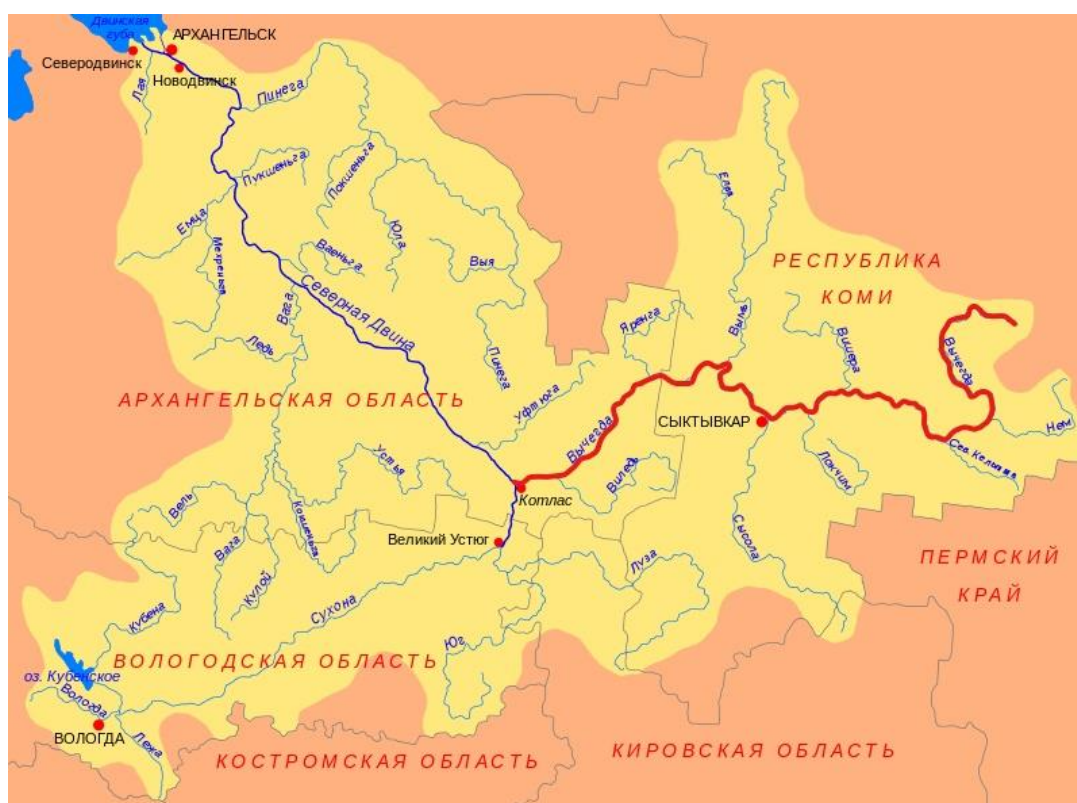 Двинская
губа
АРХАНГЕЛЬСК
Северодвинск
Новодвинск
Лая
Пинега
Пукшеньга
Покшеньга
Емца
Мехреньга
Юла
Ваеньга
Выя
Елва
РЕСПУБЛИКА
КОМИ
Северная Двина
Вага
Ледь
Яренга
Вымь
Вишера
Вычегда
Пинега
Уфтюга
АРХАНГЕЛЬСКАЯ ОБЛАСТЬ
СЫКТЫВКАР
Вычегда
Нем
Сев. Кельтма
Локчим
Устья
Виледь
Котлас
Вель
Кокшеньга
Сысола
Великий Устюг
Вага
Кулой
Луза
ПЕРМСКИЙ
КРАЙ
Кубена
Сухона
Юг
ВОЛОГОДСКАЯ ОБЛАСТЬ
оз. Кубенское
Вологда
ВОЛОГДА
Лежа
КОСТРОМСКАЯ ОБЛАСТЬ
КИРОВСКАЯ ОБЛАСТЬ